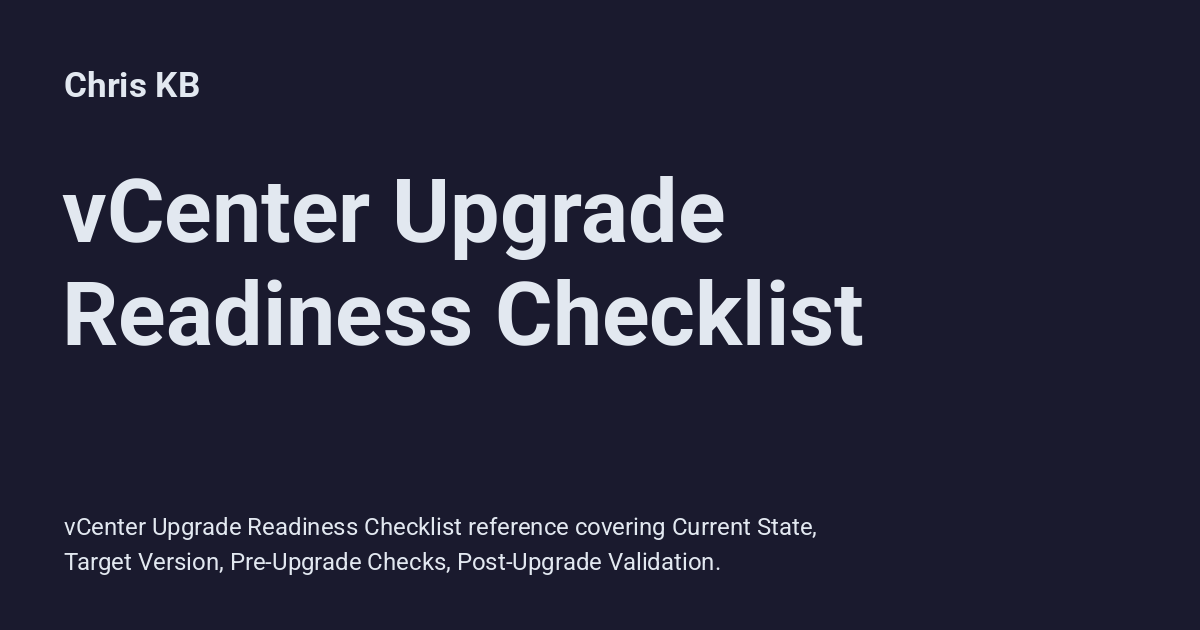 Chris KB
vCenter Upgrade
Readiness Checklist
vCenter Upgrade Readiness Checklist reference covering Current State,
Target Version, Pre-Upgrade Checks, Post-Upgrade Validation.